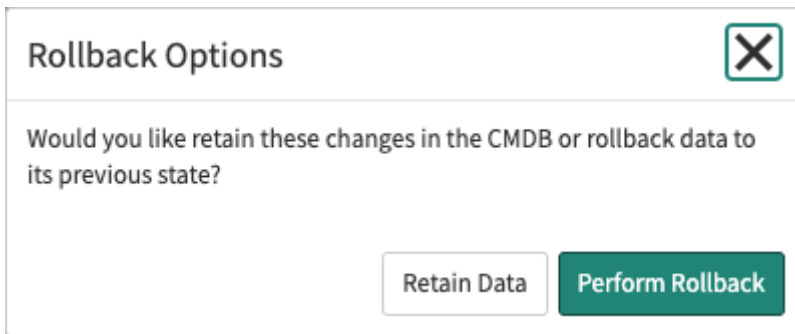 Rollback Options
Would you like retain these changes in the CMDB or rollback data to
its previous state?
Retain Data
Perform Rollback